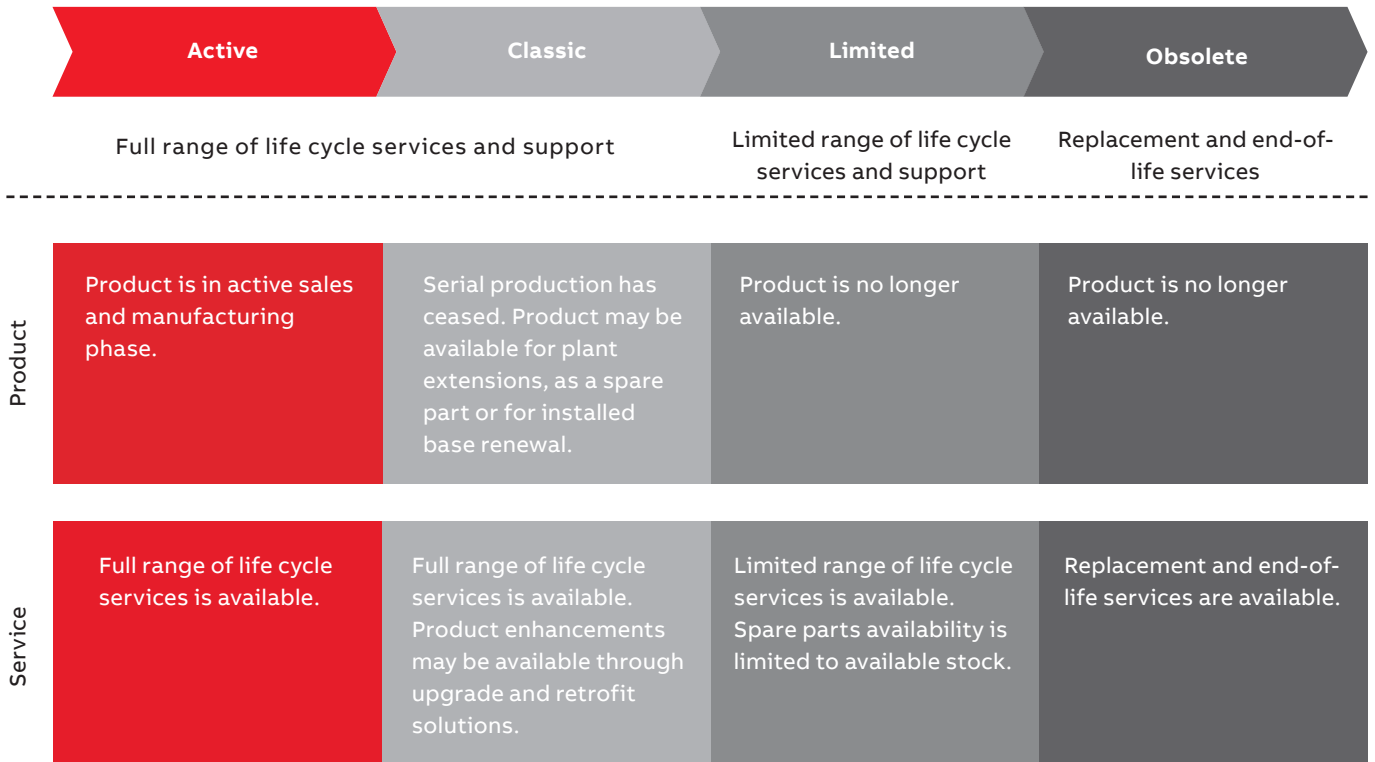 Active
Classic
Limited
Obsolete
Full range of life cycle services and support
Limited range of life cycle
services and support
Replacement and end-of-
life services
Product
Product is in active sales
and manufacturing
phase.
Serial production has
ceased. Product may be
available for plant
extensions, as a spare
part or for installed
base renewal.
Product is no longer
available.
Product is no longer
available.
Service
Full range of life cycle
services is available.
Full range of life cycle
services is available.
Product enhancements
may be available through
upgrade and retrofit
solutions.
Limited range of life cycle
services is available.
Spare parts availability is
limited to available stock.
Replacement and end-of-
life services are available.